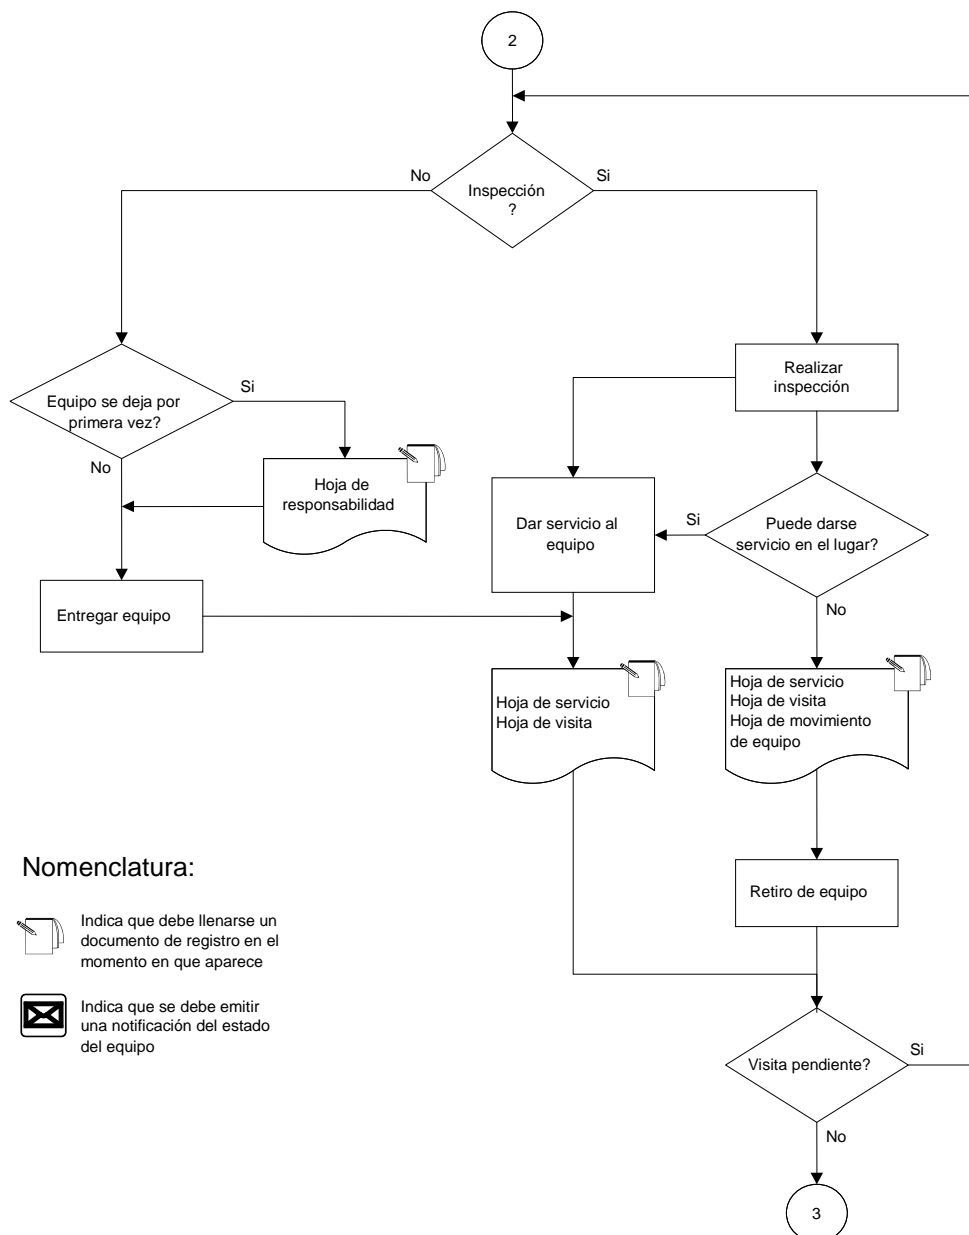 2
No
Si
Inspección
?
Equipo se deja por
primera vez?
Si
No
Hoja de
responsabilidad
Entregar equipo
Realizar
inspección
Dar servicio al
equipo
Si
Puede darse
servicio en el lugar?
No
Hoja de servicio
Hoja de visita
Hoja de servicio
Hoja de visita
Hoja de movimiento
de equipo
Retiro de equipo
Nomenclatura:
Indica que debe llenarse un
documento de registro en el
momento en que aparece
Indica que se debe emitir
una notificación del estado
del equipo
Visita pendiente?
Si
No
3